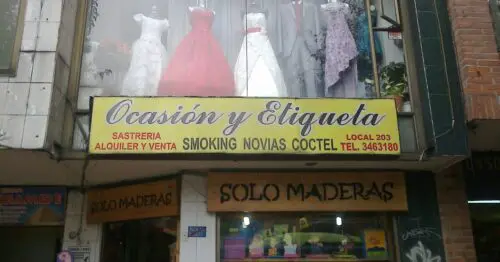 Ocasión y Etiqueta
SASTRERIA
ALQUILER Y VENTA
SMOKING NOVIAS COCTEL
LOCAL 203
TEL. 3463180
SOLO MADERAS
SOLO MADERAS